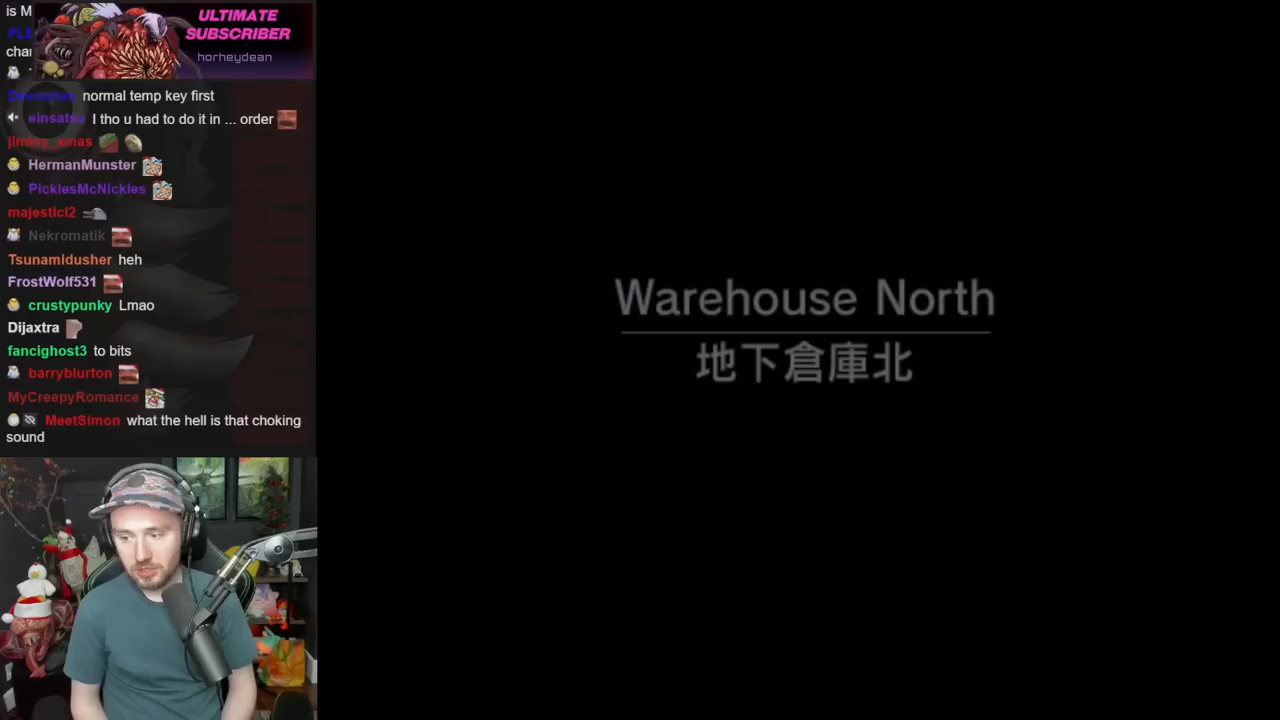 is M
ULTIMATE
SUBSCRIBER
horheydean
normal temp key first
einsatsu I tho u had to do it in ... order
jimmy_xmas
HermanMunster
PicklesMcNickles
majesticl2
Nekromatik
Tsunamidusher heh
FrostWolf531
crustypunky Lmao
Dijaxtra
fancighost3 to bits
barryblurton
MyCreepyRomance
MeetSimon what the hell is that choking
sound
Warehouse North
地下倉庫北